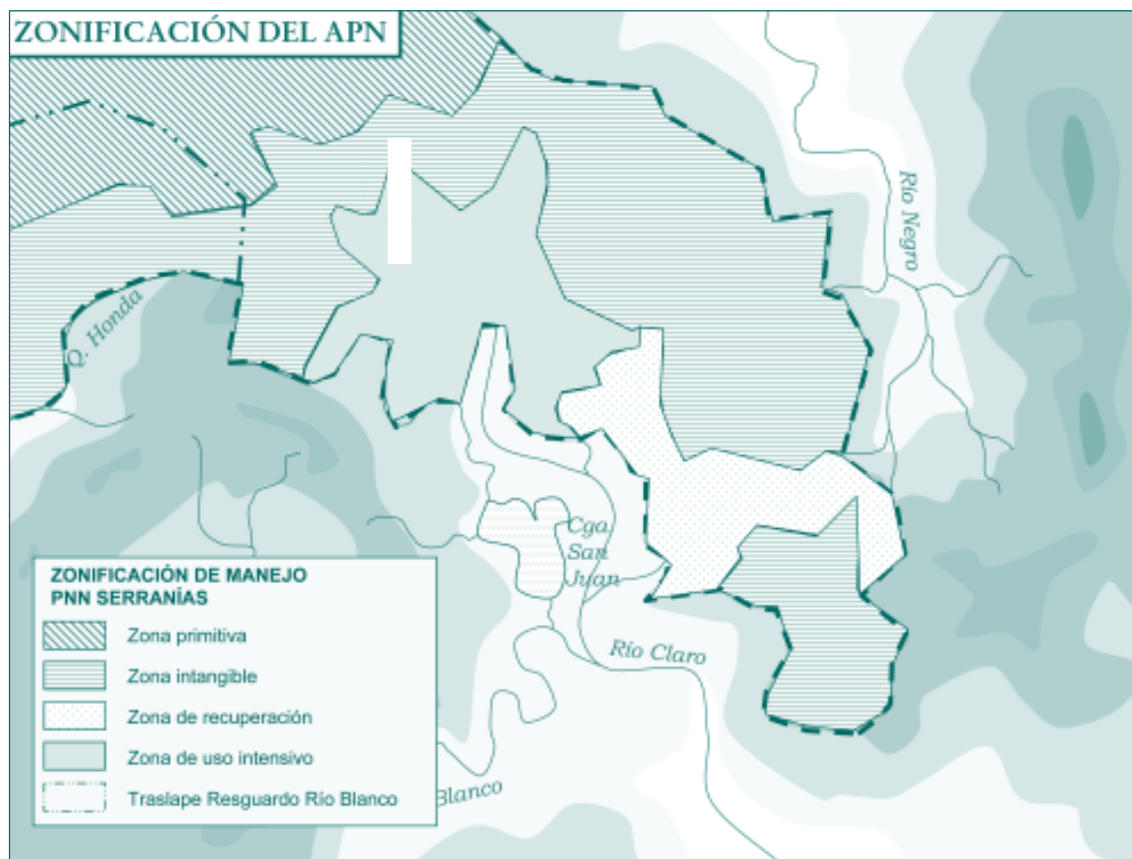 ZONIFICACIÓN DEL APN
Río Negro
Q. Honda
Cga
San
Juan
Río Claro
Blanco
ZONIFICACIÓN DE MANEJO
PNN SERRANÍAS
Zona primitiva
Zona intangible
Zona de recuperación
Zona de uso intensivo
Traslape Resguardo Río Blanco